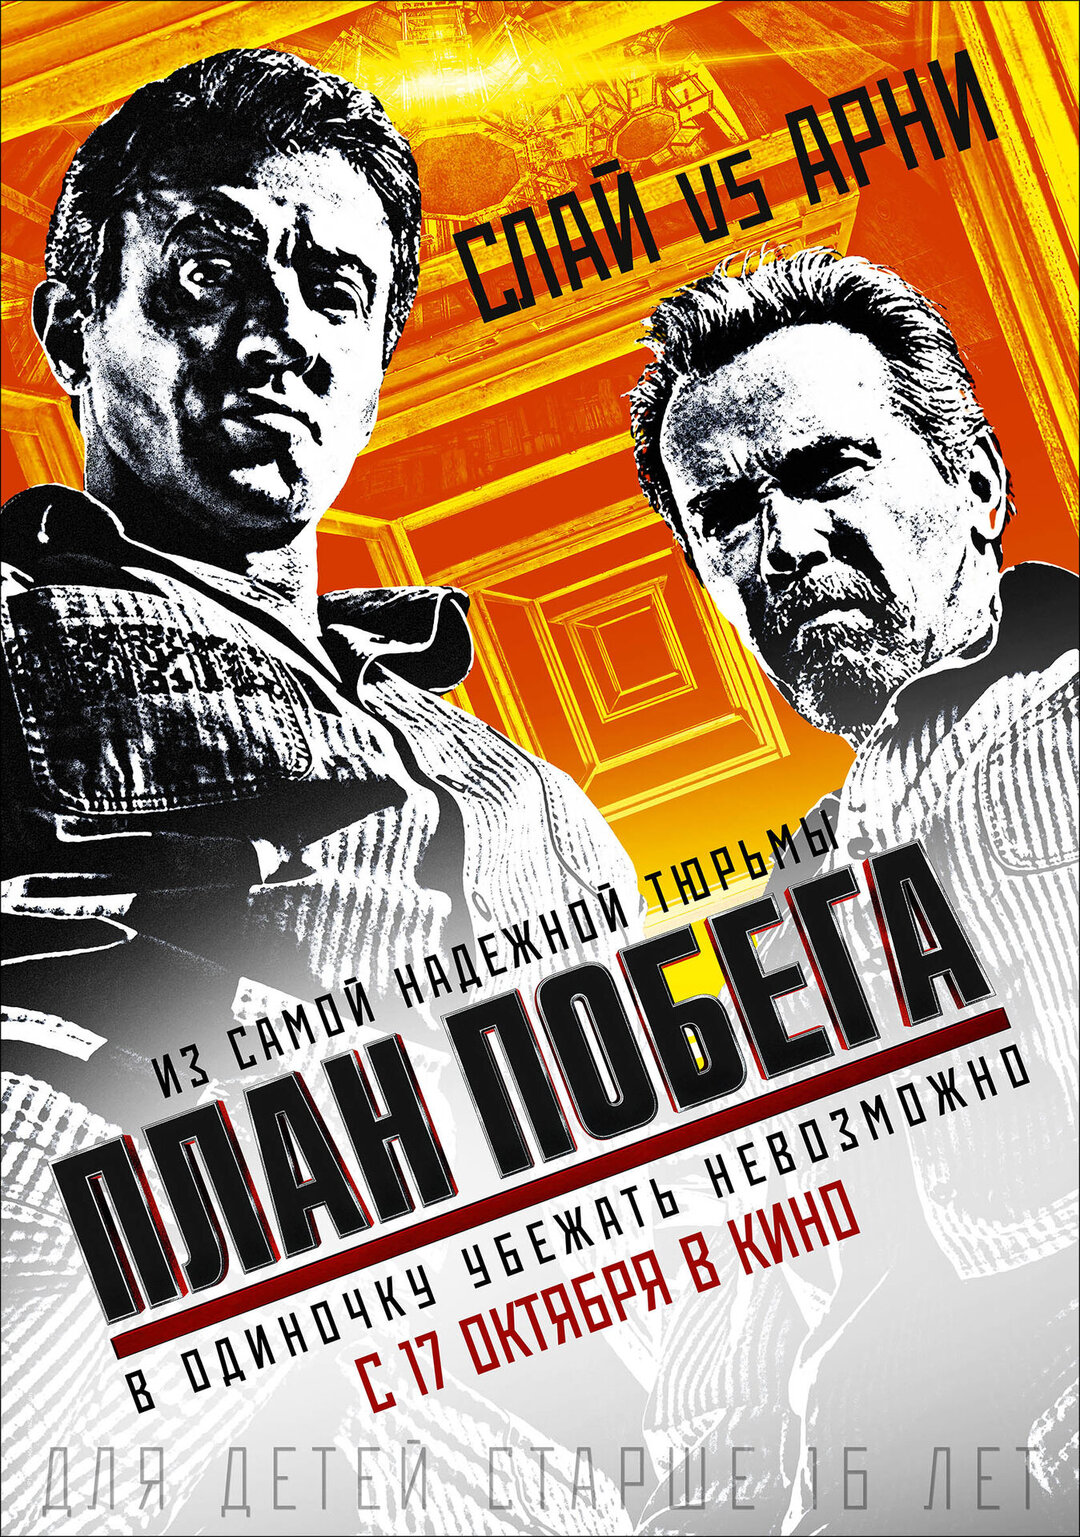 СЛАЙ VS АРНИ
ИЗ САМОЙ НАДЕЖНОЙ ТЮРЬМЫ
ПЛАН ПОБЕГА
В ОДИНОЧКУ УБЕЖАТЬ НЕВОЗМОЖНО
С 17 ОКТЯБРЯ В КИНО
ДЛЯ ДЕТЕЙ СТАРШЕ 16 ЛЕТ